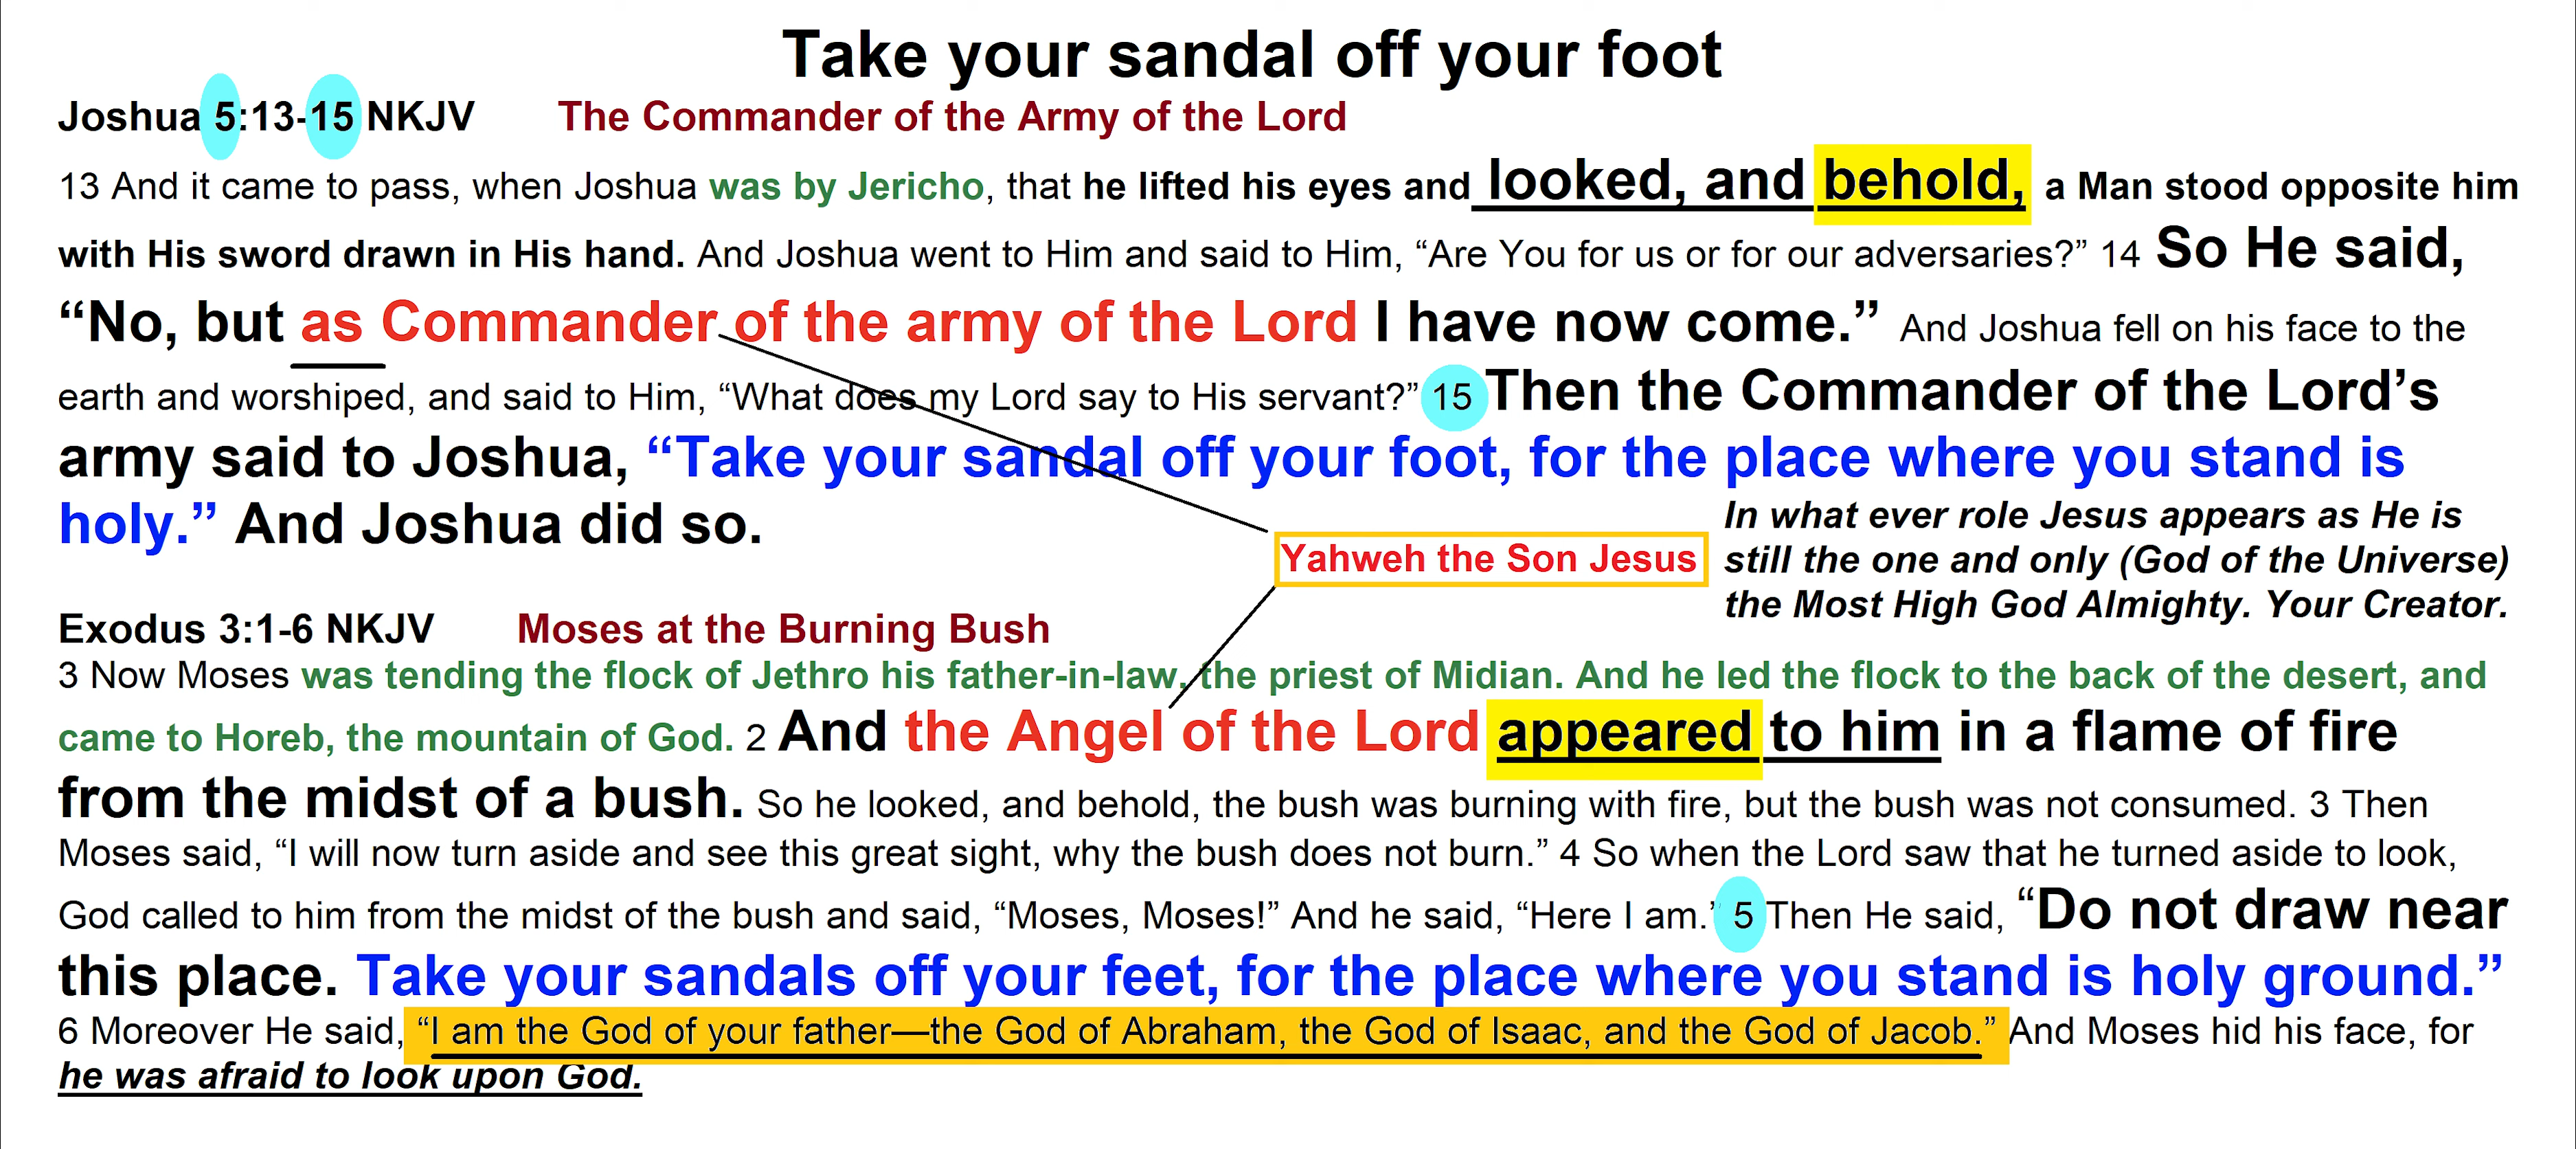 Take your sandal off your foot
Joshua 5:13-15 NKJV The Commander of the Army of the Lord
13 And it came to pass, when Joshua was by Jericho, that he lifted his eyes and looked, and behold, a Man stood opposite him
with His sword drawn in His hand. And Joshua went to Him and said to Him, “Are You for us or for our adversaries?” 14 So He said,
“No, but as Commander of the army of the Lord I have now come.” And Joshua fell on his face to the
earth and worshiped, and said to Him, “What does my Lord say to His servant?” 15 Then the Commander of the Lord’s
army said to Joshua, “Take your sandal off your foot, for the place where you stand is
holy.” And Joshua did so.
In what ever role Jesus appears as He is
still the one and only (God of the Universe)
the Most High God Almighty. Your Creator.
Yahweh the Son Jesus
Exodus 3:1-6 NKJV Moses at the Burning Bush
3 Now Moses was tending the flock of Jethro his father-in-law, the priest of Midian. And he led the flock to the back of the desert, and
came to Horeb, the mountain of God. 2 And the Angel of the Lord appeared to him in a flame of fire
from the midst of a bush. So he looked, and behold, the bush was burning with fire, but the bush was not consumed. 3 Then
Moses said, “I will now turn aside and see this great sight, why the bush does not burn.” 4 So when the Lord saw that he turned aside to look,
God called to him from the midst of the bush and said, “Moses, Moses!” And he said, “Here I am.” 5 Then He said, “Do not draw near
this place. Take your sandals off your feet, for the place where you stand is holy ground.”
6 Moreover He said, “I am the God of your father—the God of Abraham, the God of Isaac, and the God of Jacob.” And Moses hid his face, for
he was afraid to look upon God.